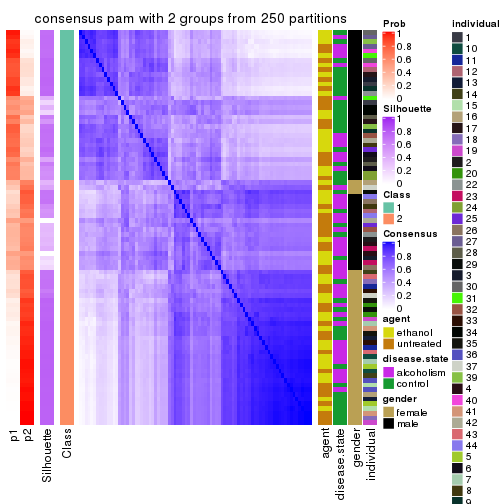 consensus pam with 2 groups from 250 partitions
p1
p2
Silhouette
Class
agent
disease.state
gender
individual
Prob
1
0.8
0.6
0.4
0.2
0
Silhouette
1
0.8
0.6
0.4
0.2
0
Class
1
2
Consensus
1
0.8
0.6
0.4
0.2
0
agent
ethanol
untreated
disease.state
alcoholism
control
gender
female
male
individual
1
10
11
12
13
14
15
16
17
18
19
2
20
22
23
24
25
26
27
28
29
3
30
31
32
33
34
35
36
37
39
4
40
41
42
43
44
5
6
7
8
9